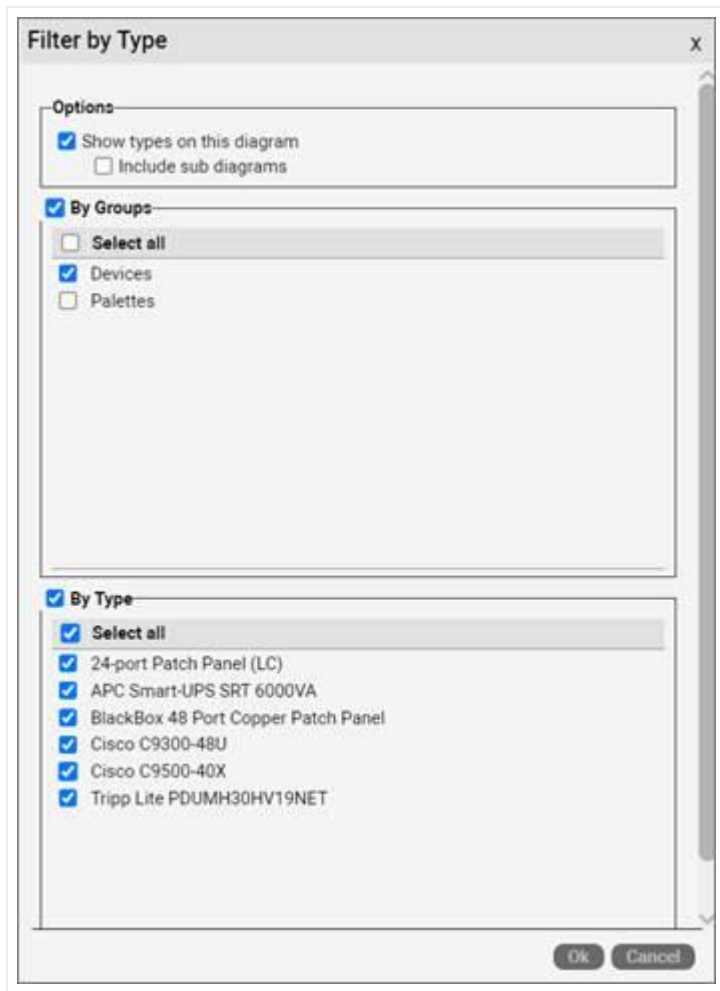 Filter by Type X
Options
Show types on this diagram
Include sub diagrams
By Groups
Select all
Devices
Palettes
By Type
Select all
24-port Patch Panel (LC)
APC Smart-UPS SRT 6000VA
BlackBox 48 Port Copper Patch Panel
Cisco C9300-48U
Cisco C9500-40X
Tripp Lite PDUMH30HV19NET
Ok Cancel